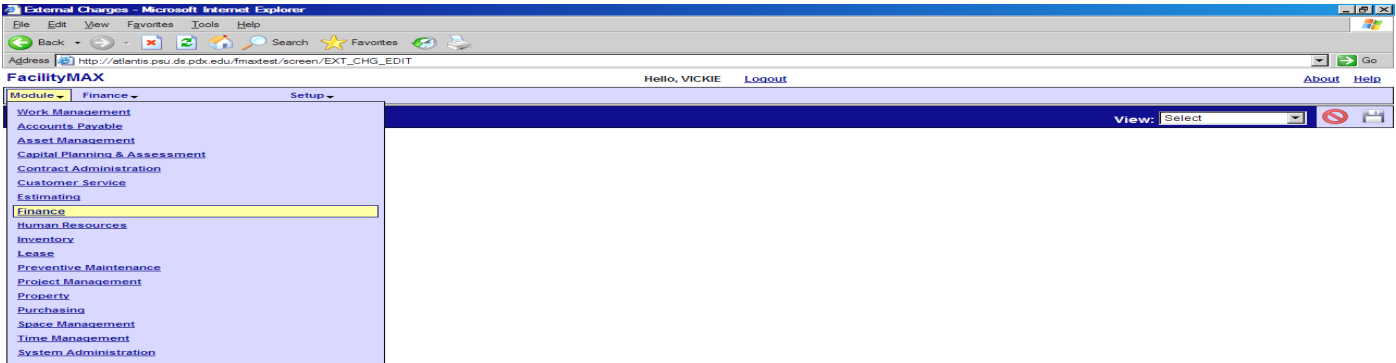 External Charges - Microsoft Internet Explorer
File Edit View Favorites Tools Help
Back Search Favorites
Address http://atlantis.psu.ds.pdx.edu/fmaxtest/screen/EXT_CHG_EDIT Go
FacilityMAX Hello, VICKIE Logout About Help
Module Finance Setup
View: Select
Work Management
Accounts Payable
Asset Management
Capital Planning & Assessment
Contract Administration
Customer Service
Estimating
Finance
Human Resources
Inventory
Lease
Preventive Maintenance
Project Management
Property
Purchasing
Space Management
Time Management
System Administration